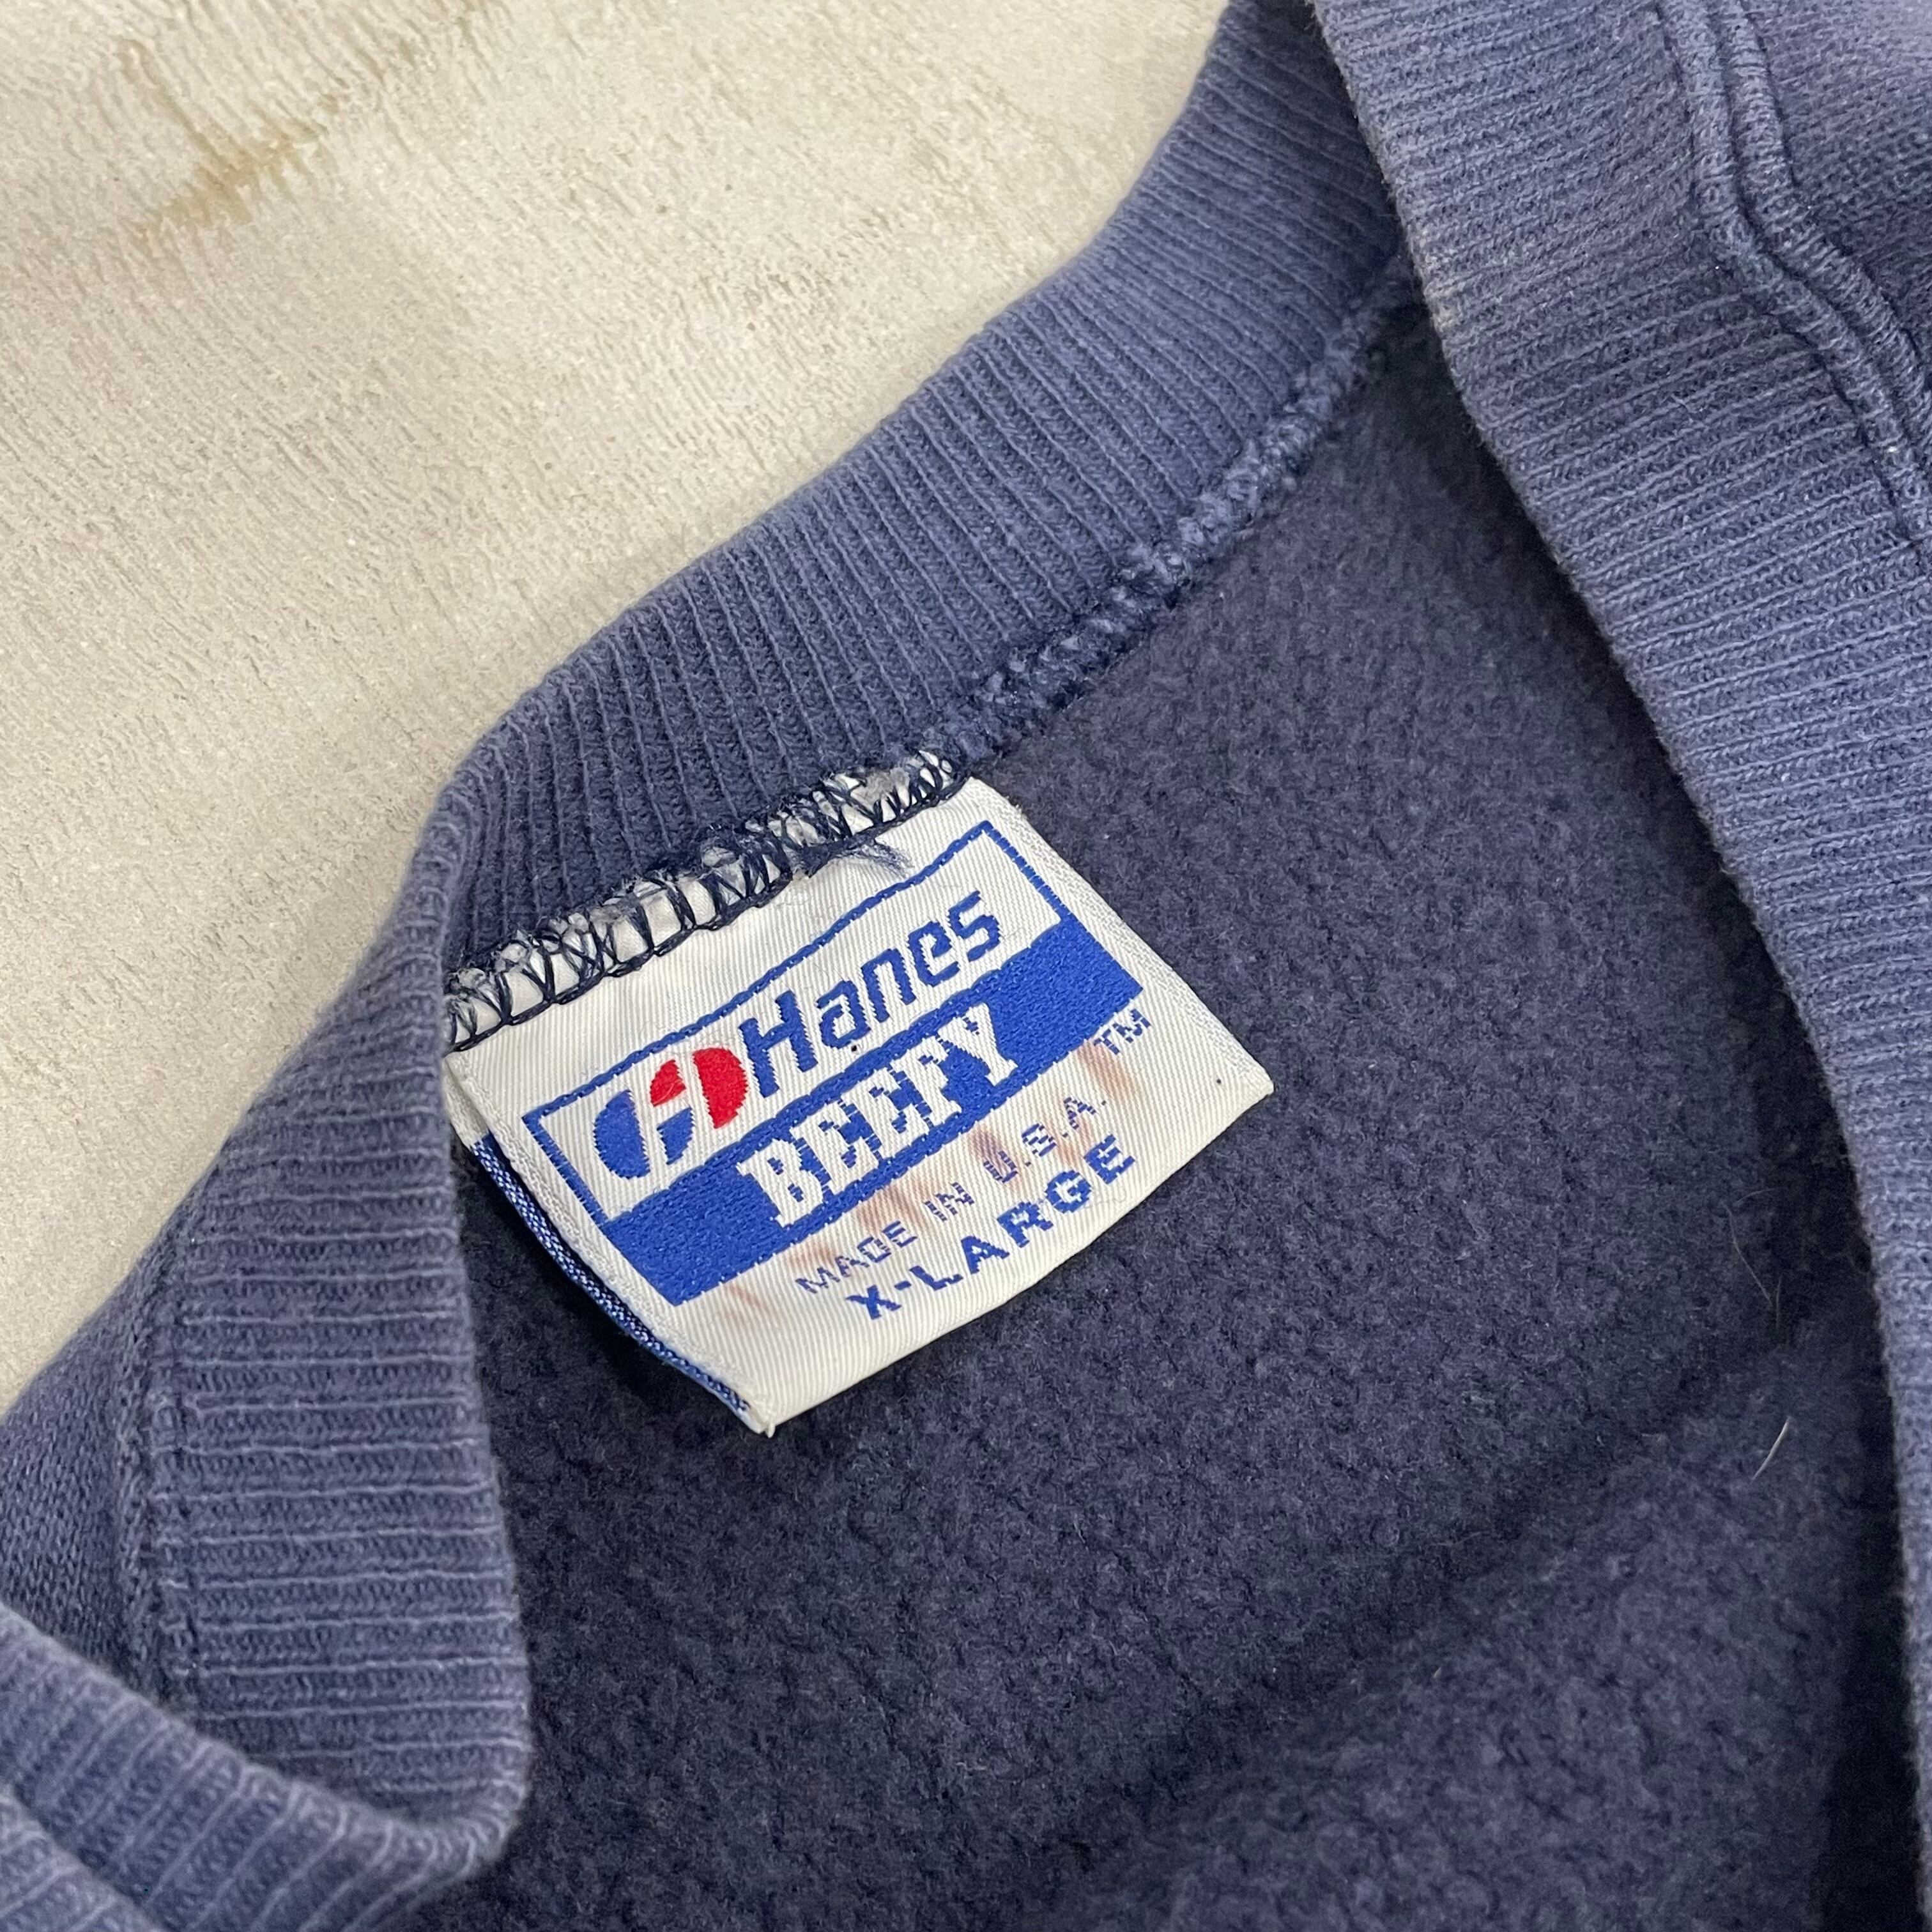 Hanes
BEEFY
TM
MADE IN U.S.A.
X-LARGE